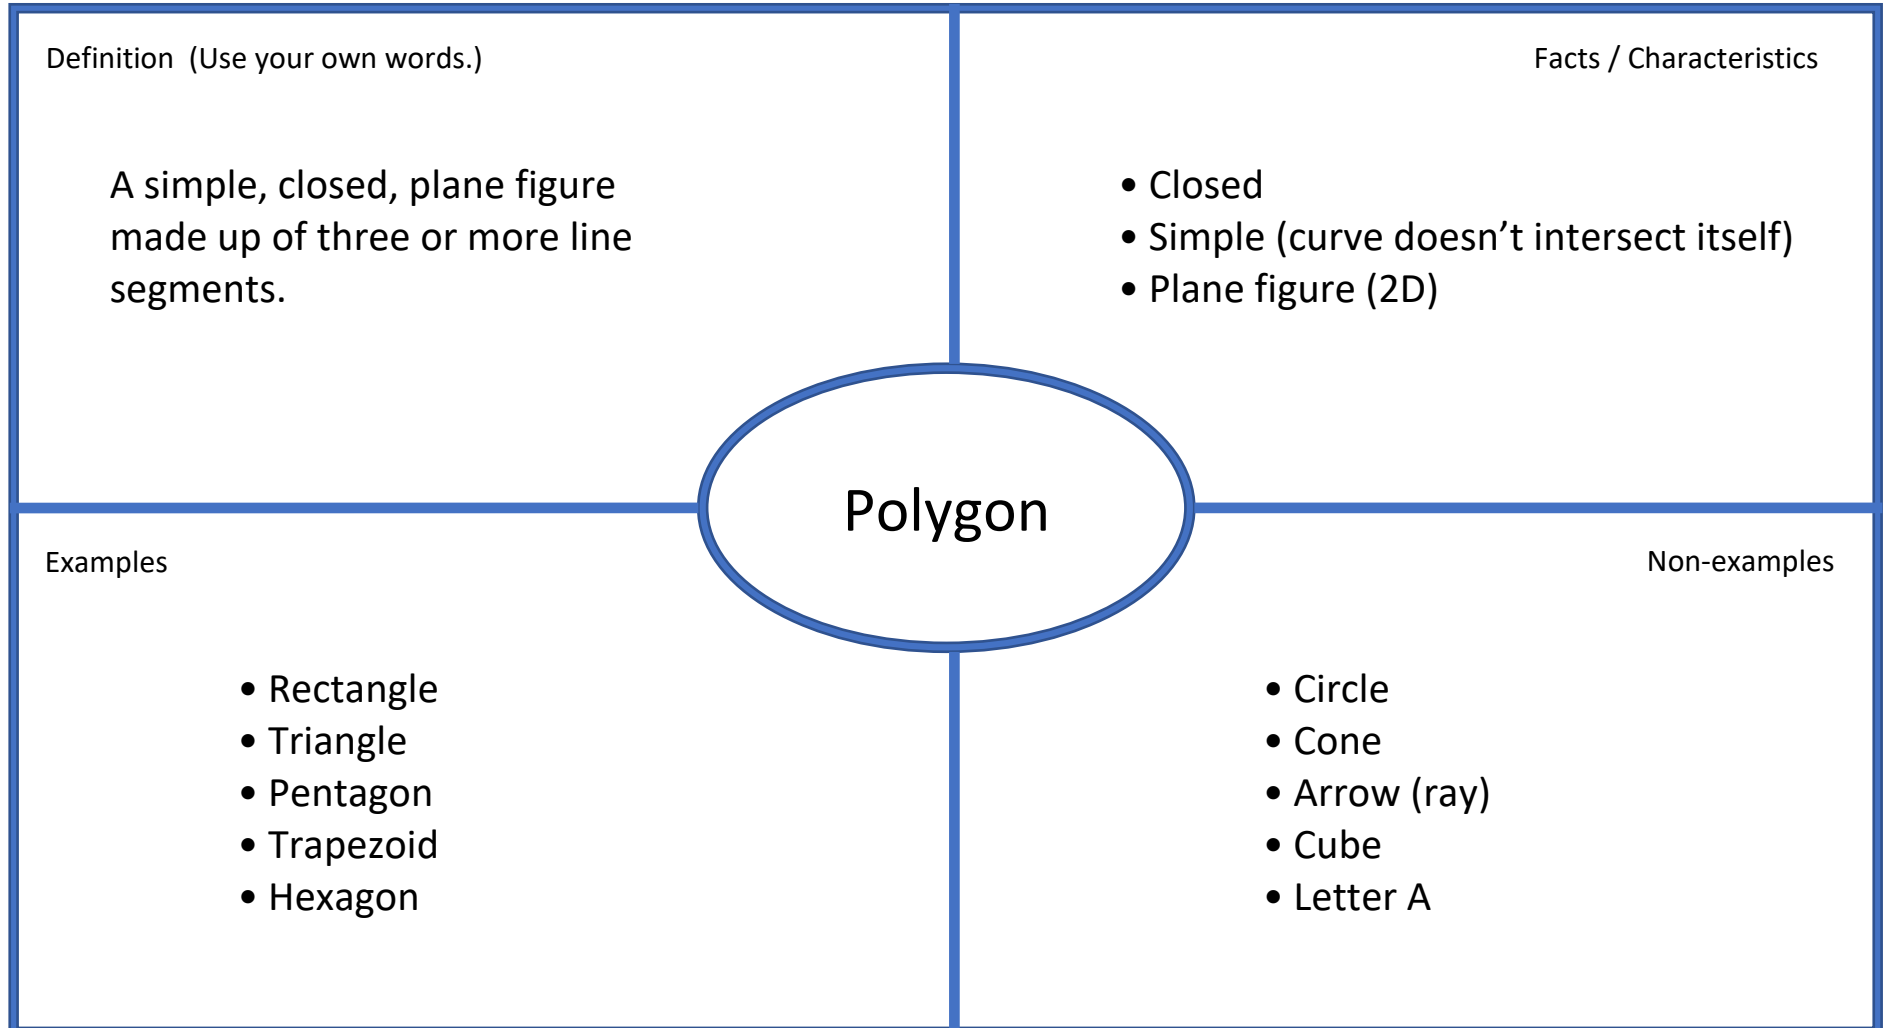 Definition  (Use your own words.)
A simple, closed, plane figure
made up of three or more line
segments.
Facts / Characteristics
• Closed
• Simple (curve doesn’t intersect itself)
• Plane figure (2D)
Polygon
Examples
• Rectangle
• Triangle
• Pentagon
• Trapezoid
• Hexagon
Non-examples
• Circle
• Cone
• Arrow (ray)
• Cube
• Letter A